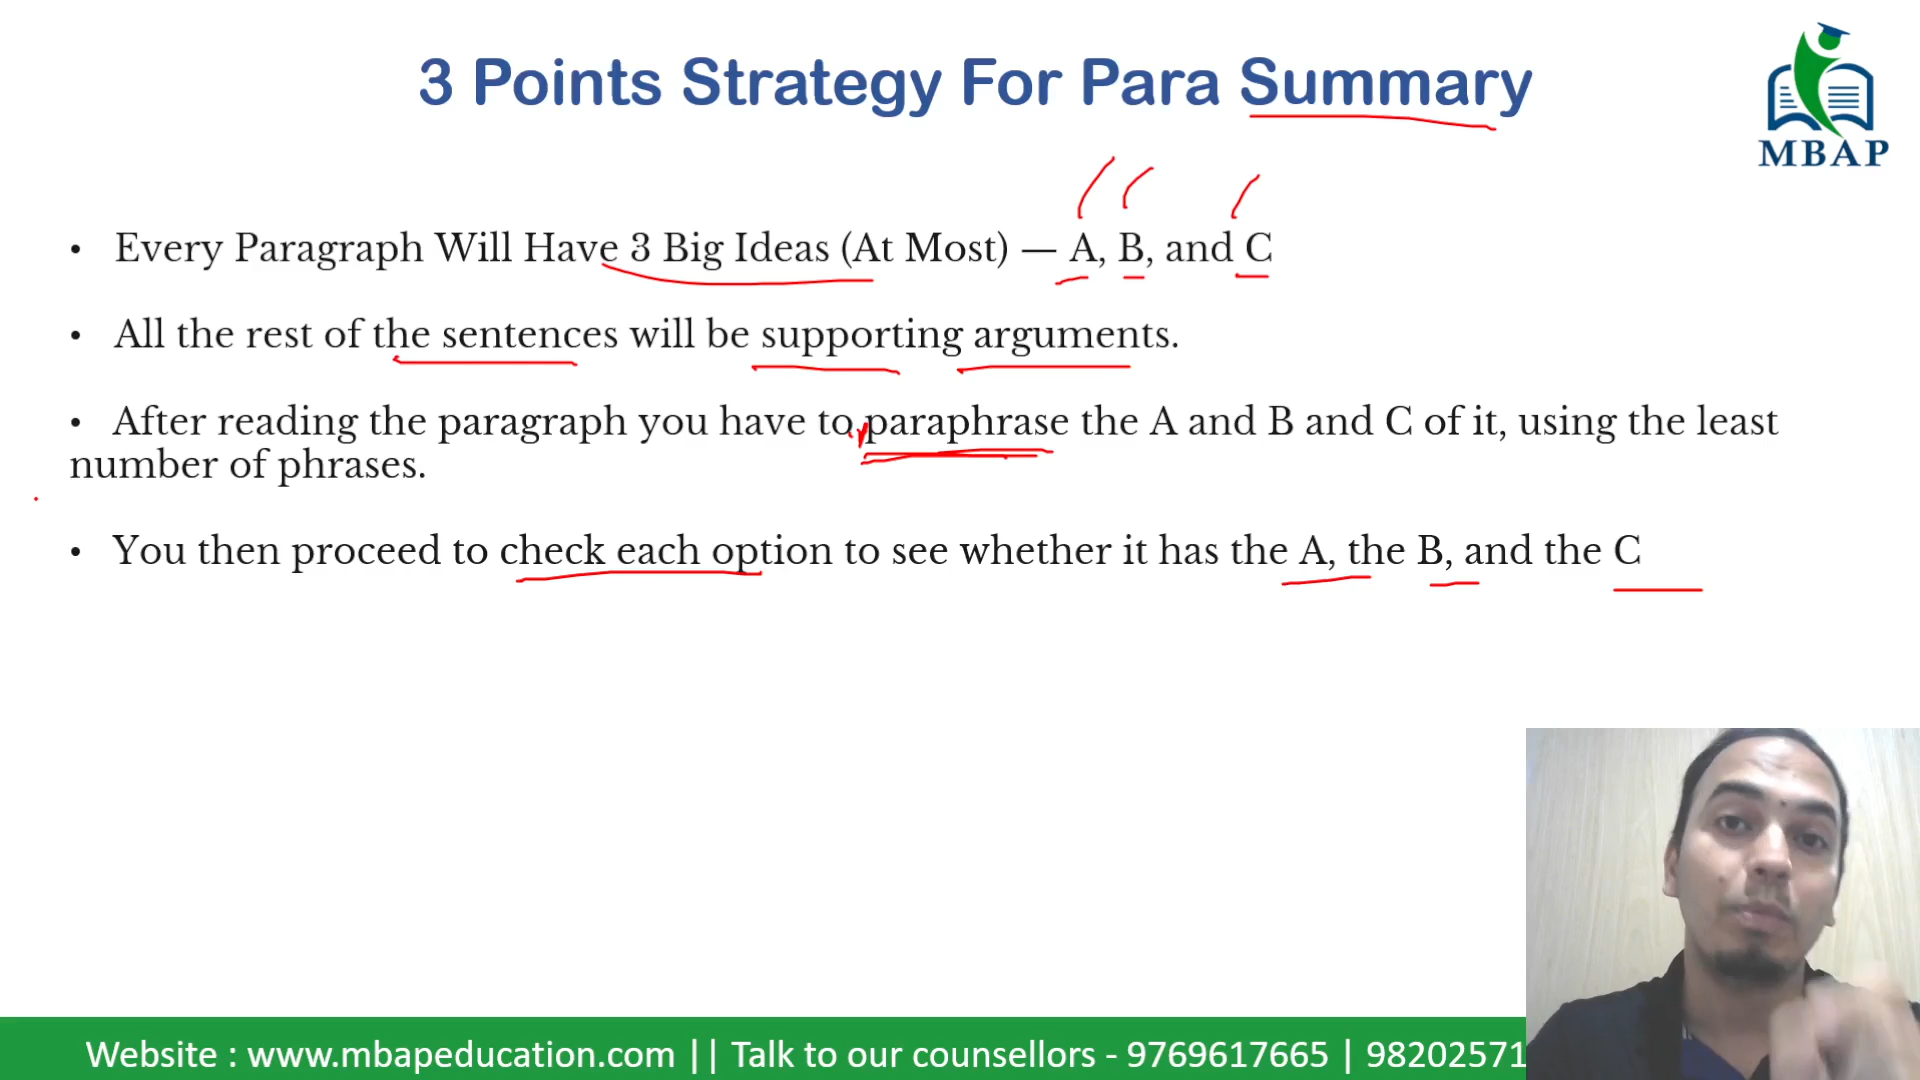 3 Points Strategy For Para Summary
MBAP
• Every Paragraph Will Have 3 Big Ideas (At Most) — A, B, and C
• All the rest of the sentences will be supporting arguments.
• After reading the paragraph you have to paraphrase the A and B and C of it, using the least
number of phrases.
• You then proceed to check each option to see whether it has the A, the B, and the C
Website : www.mbapeducation.com || Talk to our counsellors - 9769617665 | 98202571